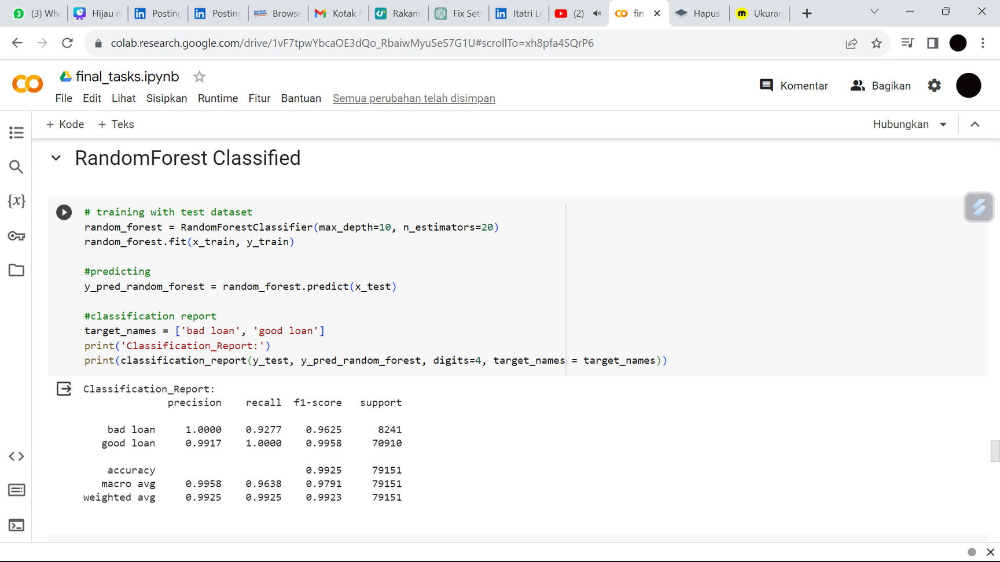 3 (3) Wha Hijau m Posting Posting Kampus Merdeka Browse Kotak M Rakami Fix Sett Itatri Le (2) fin Hapus Ukuran
colab.research.google.com/drive/1vF7tpwYbcaOE3dQo_RbaiwMyuSeS7G1U#scrollTo=xh8pfa4SQrP6
final_tasks.ipynb
File Edit Lihat Sisipkan Runtime Fitur Bantuan Semua perubahan telah disimpan
Komentar Bagikan
+ Kode + Teks
Hubungkan
RandomForest Classified
{x}
# training with test dataset
random_forest = RandomForestClassifier(max_depth=10, n_estimators=20)
random_forest.fit(x_train, y_train)
#predicting
y_pred_random_forest = random_forest.predict(x_test)
#classification report
target_names = ['bad loan', 'good loan']
print('Classification_Report:')
print(classification_report(y_test, y_pred_random_forest, digits=4, target_names = target_names))
Classification_Report:
precision recall f1-score support
bad loan 1.0000 0.9277 0.9625 8241
good loan 0.9917 1.0000 0.9958 70910
accuracy 0.9925 79151
macro avg 0.9958 0.9638 0.9791 79151
weighted avg 0.9925 0.9925 0.9923 79151